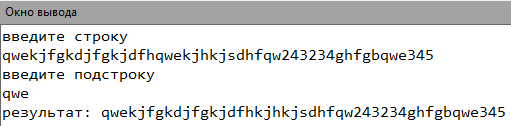 Окно вывода
введите строку
qwekjfgkdjfgkjdfhqwekjhkjsdhfqw243234ghfgbqwe345
введите подстроку
qwe
результат: qwekjfgkdjfgkjdfhkjhkjsdhfqw243234ghfgbqwe345